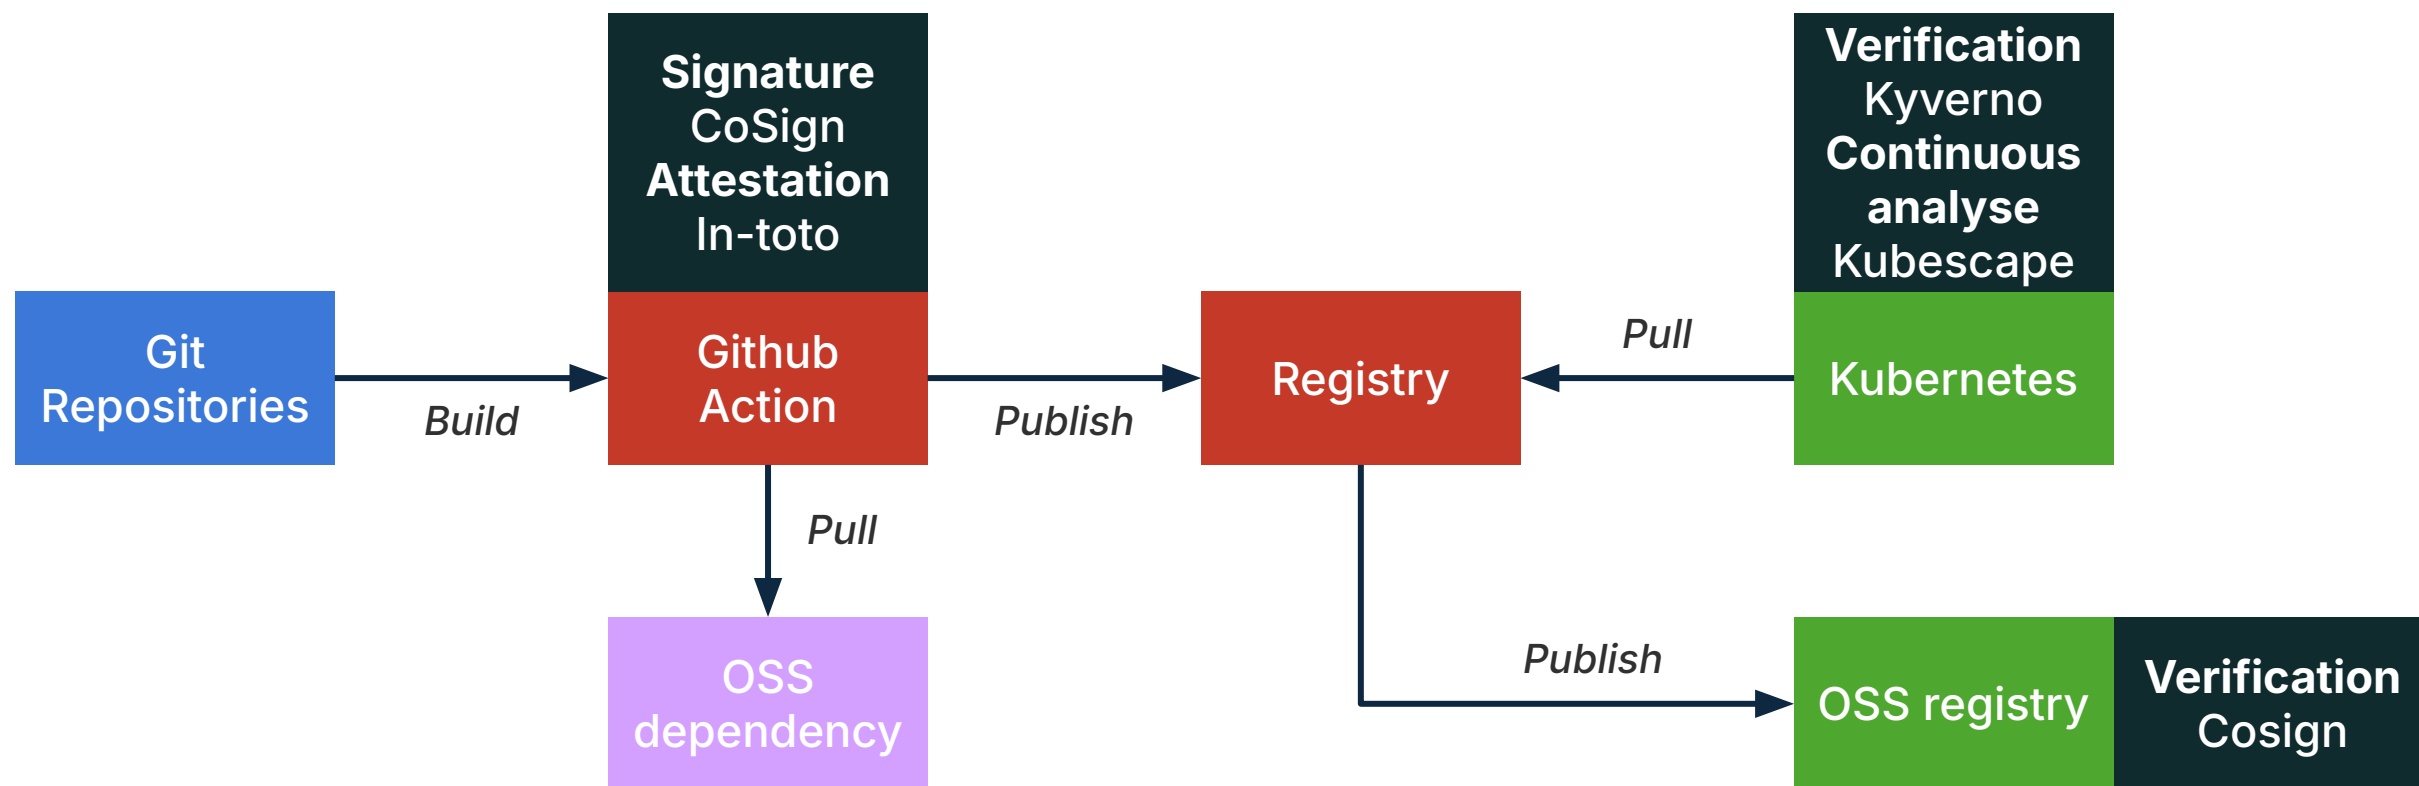 Signature
CoSign
Attestation
In-toto
Verification
Kyverno
Continuous
analyse
Kubescape
Git
Repositories
Build
Github
Action
Publish
Registry
Pull
Kubernetes
Pull
OSS
dependency
Publish
OSS registry
Verification
Cosign